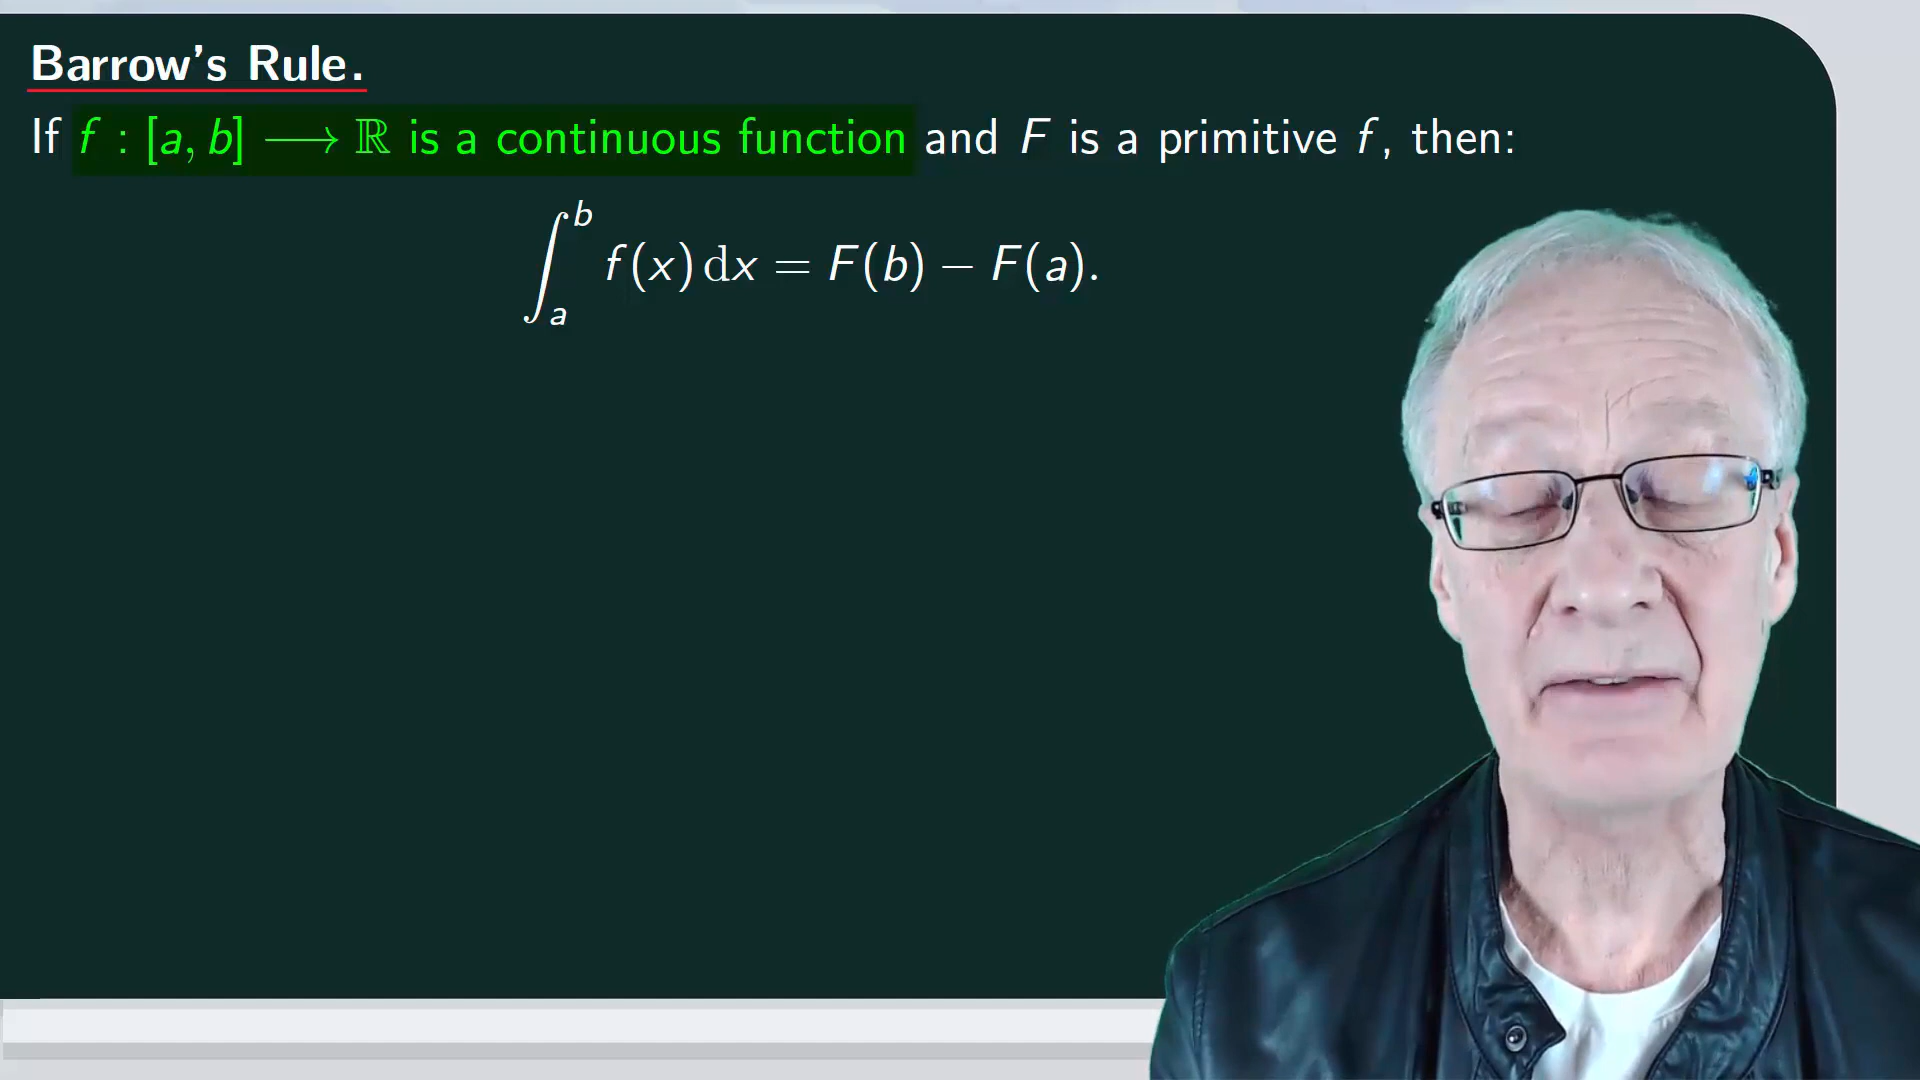 Barrow's Rule.
If f : [a, b] ⟶ ℝ is a continuous function and F is a primitive f, then:
∫_a^b f(x) dx = F(b) − F(a).